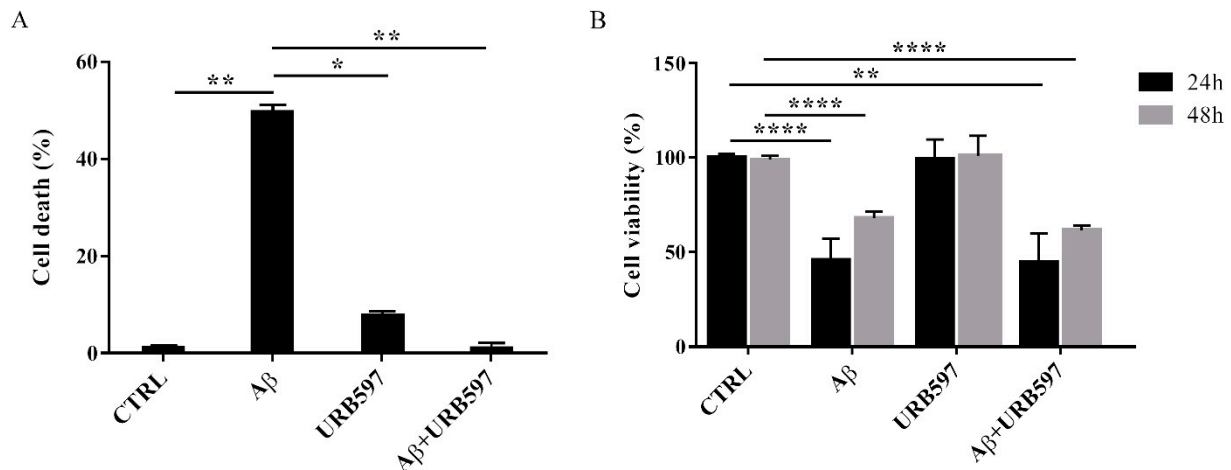 A
Cell death (%)
60
40
20
0
**
*
**
CTRL
Aβ
URB597
Aβ+URB597
B
Cell viability (%)
150
100
50
0
****
**
****
****
CTRL
Aβ
URB597
Aβ+URB597
24h
48h